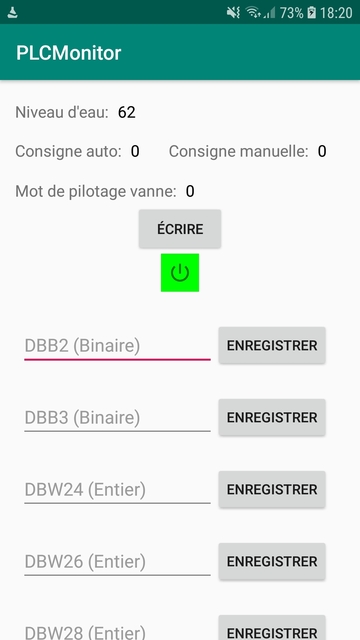 73% 18:20
PLCMonitor
Niveau d'eau: 62
Consigne auto: 0 Consigne manuelle: 0
Mot de pilotage vanne: 0
ÉCRIRE
DBB2 (Binaire) ENREGISTRER
DBB3 (Binaire) ENREGISTRER
DBW24 (Entier) ENREGISTRER
DBW26 (Entier) ENREGISTRER
DBW28 (Entier) ENREGISTRER